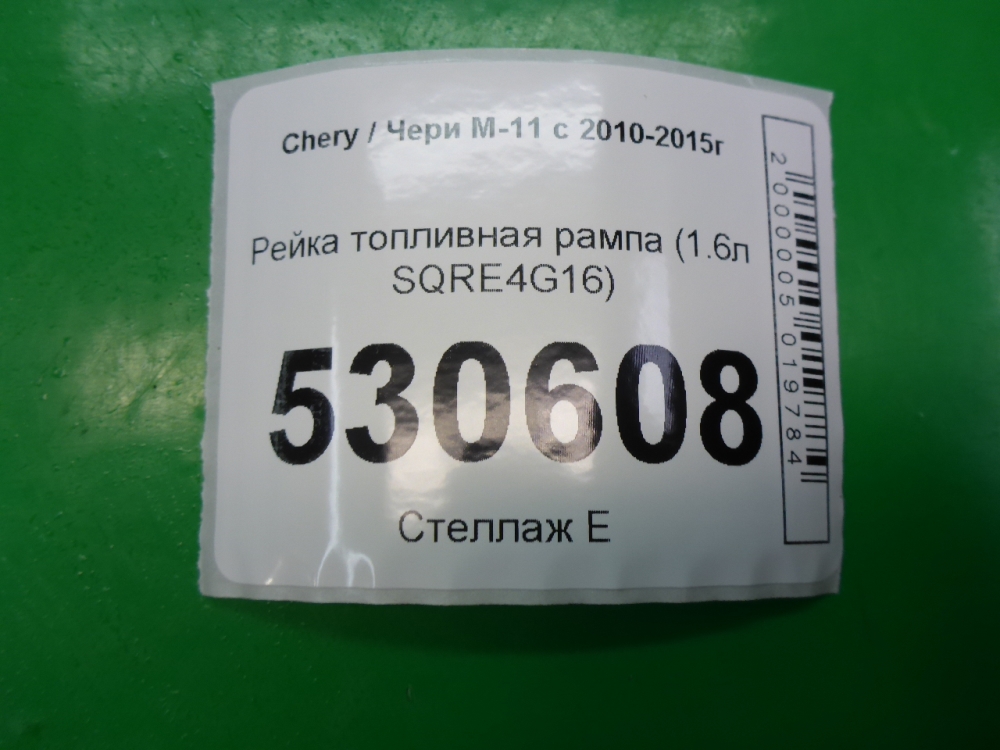 Chery / Чери М-11 с 2010-2015г
Рейка топливная рампа (1.6л
SQRE4G16)
530608
Стеллаж Е
2000005019784